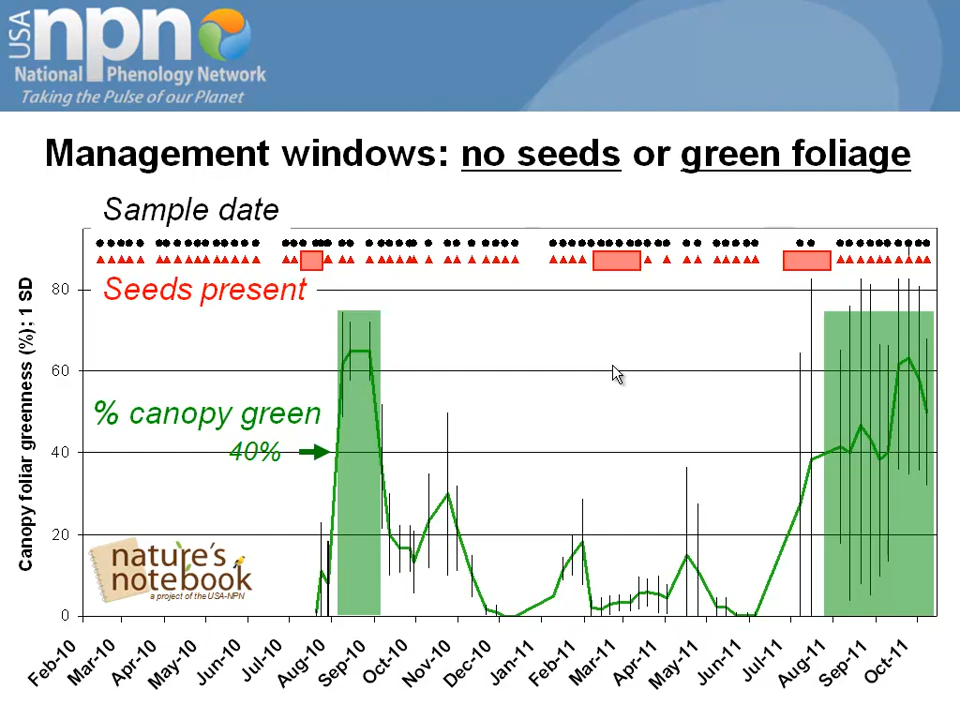 USA
npn
National Phenology Network
Taking the Pulse of our Planet
Management windows: no seeds or green foliage
Sample date
Seeds present
% canopy green
40%
Canopy foliar greenness (%); 1 SD
80
60
40
20
0
nature's
notebook
a project of the USA-NPN
Feb-10
Mar-10
Apr-10
May-10
Jun-10
Jul-10
Aug-10
Sep-10
Oct-10
Nov-10
Dec-10
Jan-11
Feb-11
Mar-11
Apr-11
May-11
Jun-11
Jul-11
Aug-11
Sep-11
Oct-11